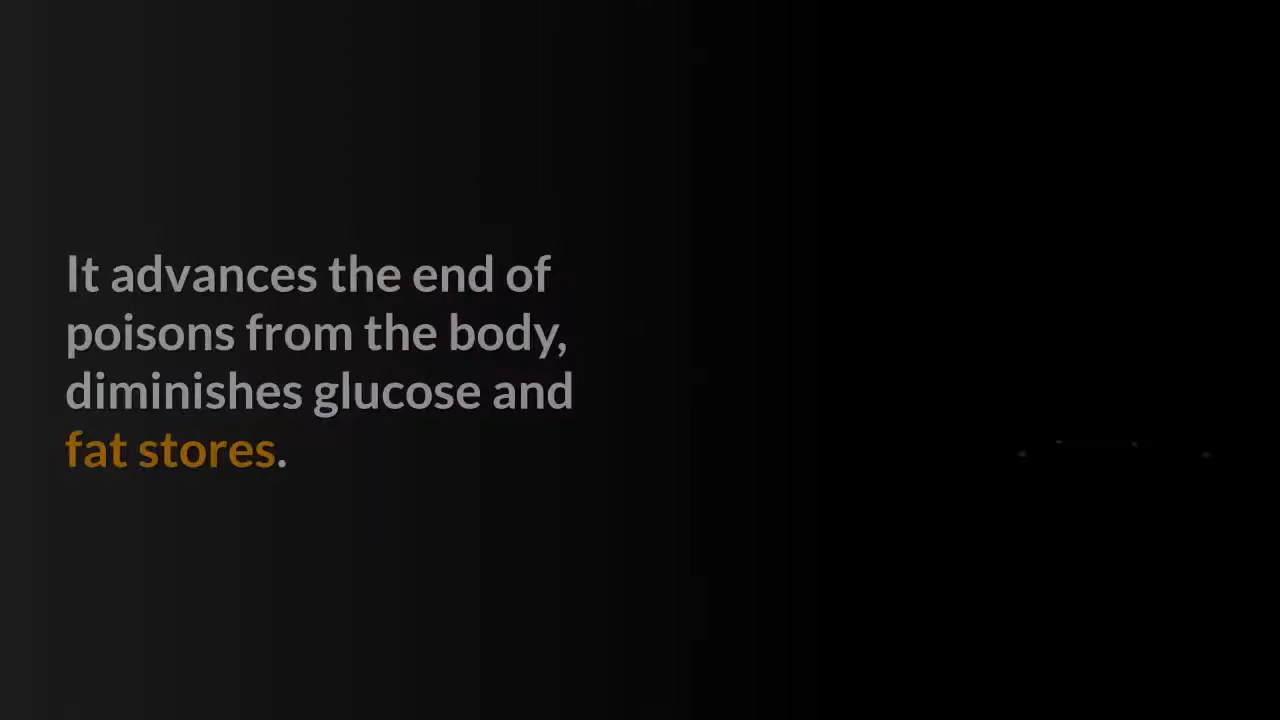 It advances the end of
poisons from the body,
diminishes glucose and
fat stores.